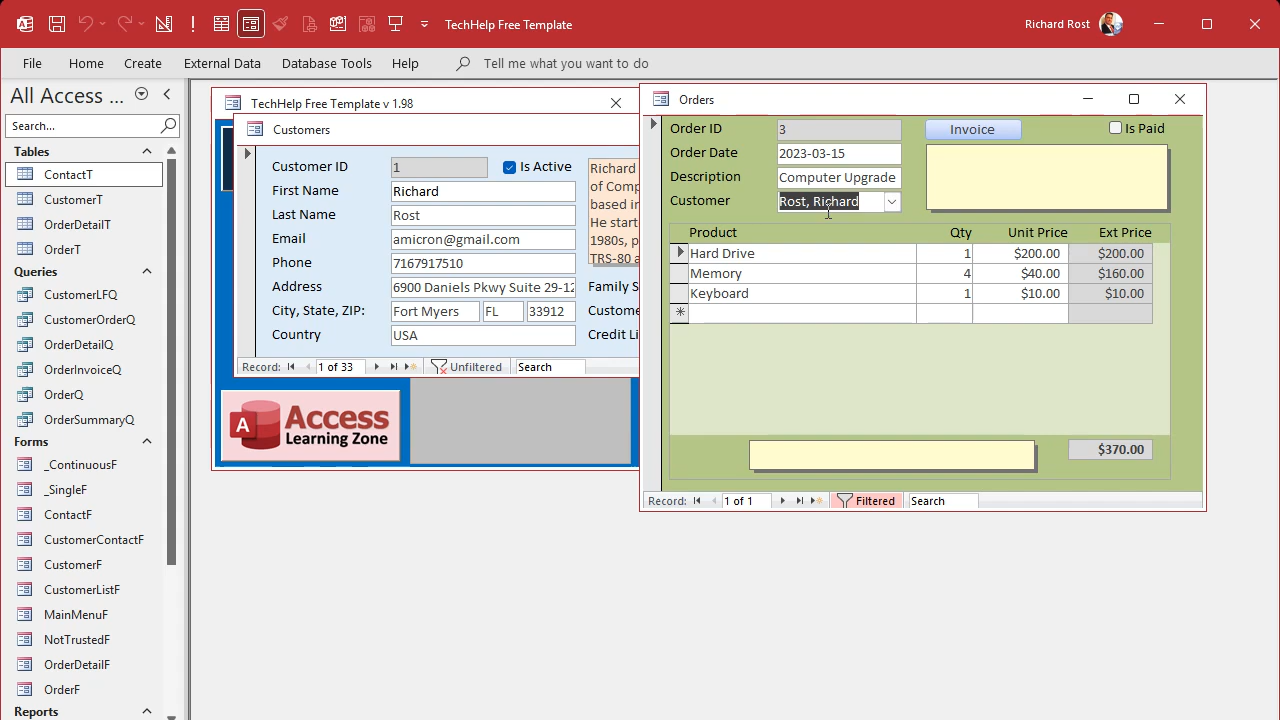 TechHelp Free Template
Richard Rost
File Home Create External Data Database Tools Help Tell me what you want to do
All Access ...
Search...
Tables
ContactT
CustomerT
OrderDetailT
OrderT
Queries
CustomerLFQ
CustomerOrderQ
OrderDetailQ
OrderInvoiceQ
OrderQ
OrderSummaryQ
Forms
_ContinuousF
_SingleF
ContactF
CustomerContactF
CustomerF
CustomerListF
MainMenuF
NotTrustedF
OrderDetailF
OrderF
Reports
TechHelp Free Template v 1.98
Customers
Customer ID 1 Is Active
First Name Richard
Last Name Rost
Email amicron@gmail.com
Phone 7167917510
Address 6900 Daniels Pkwy Suite 29-12
City, State, ZIP: Fort Myers FL 33912
Country USA
Richard
of Comp
based in
He start
1980s, p
TRS-80 a
Family S
Custome
Credit Li
Record: 1 of 33 Unfiltered Search
A Access
Learning Zone
Orders
Order ID 3 Invoice Is Paid
Order Date 2023-03-15
Description Computer Upgrade
Customer Rost, Richard
Product Qty Unit Price Ext Price
Hard Drive 1 $200.00 $200.00
Memory 4 $40.00 $160.00
Keyboard 1 $10.00 $10.00
$370.00
Record: 1 of 1 Filtered Search